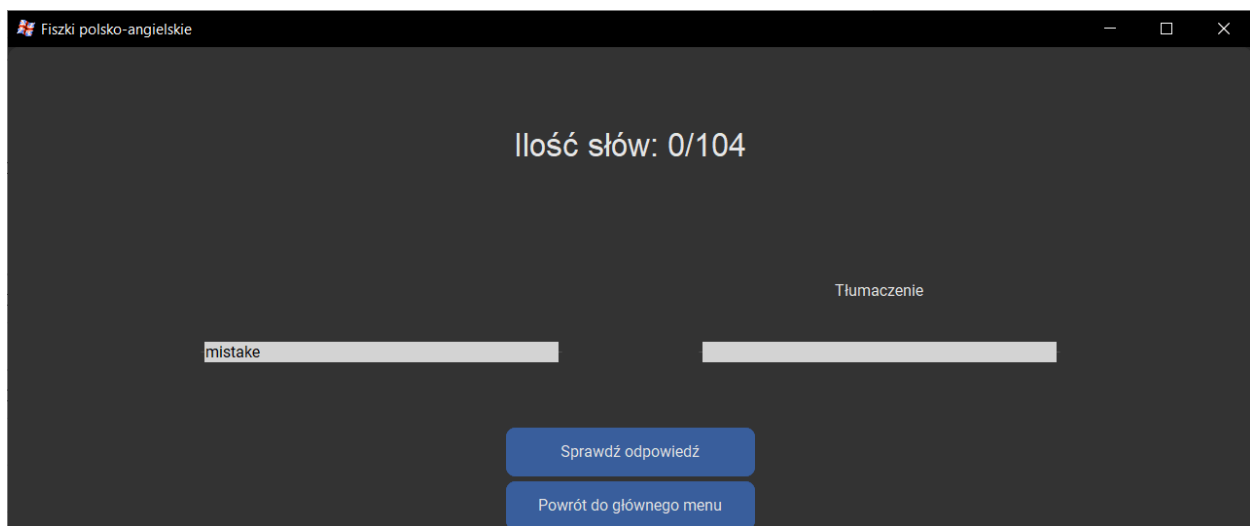 Fiszki polsko-angielskie
Ilość słów: 0/104
Tłumaczenie
mistake
Sprawdź odpowiedź
Powrót do głównego menu